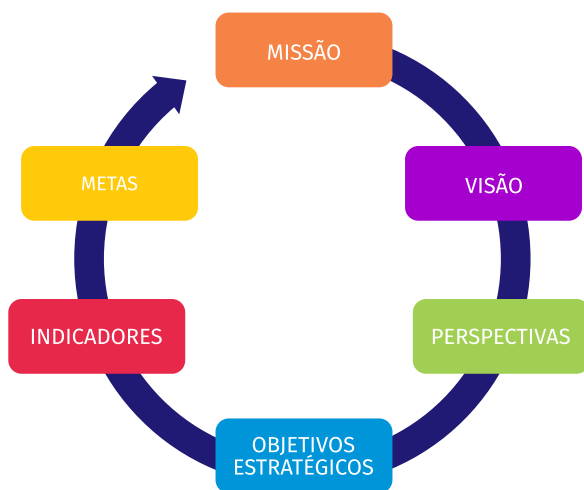 MISSÃO
VISÃO
PERSPECTIVAS
OBJETIVOS
ESTRATÉGICOS
INDICADORES
METAS